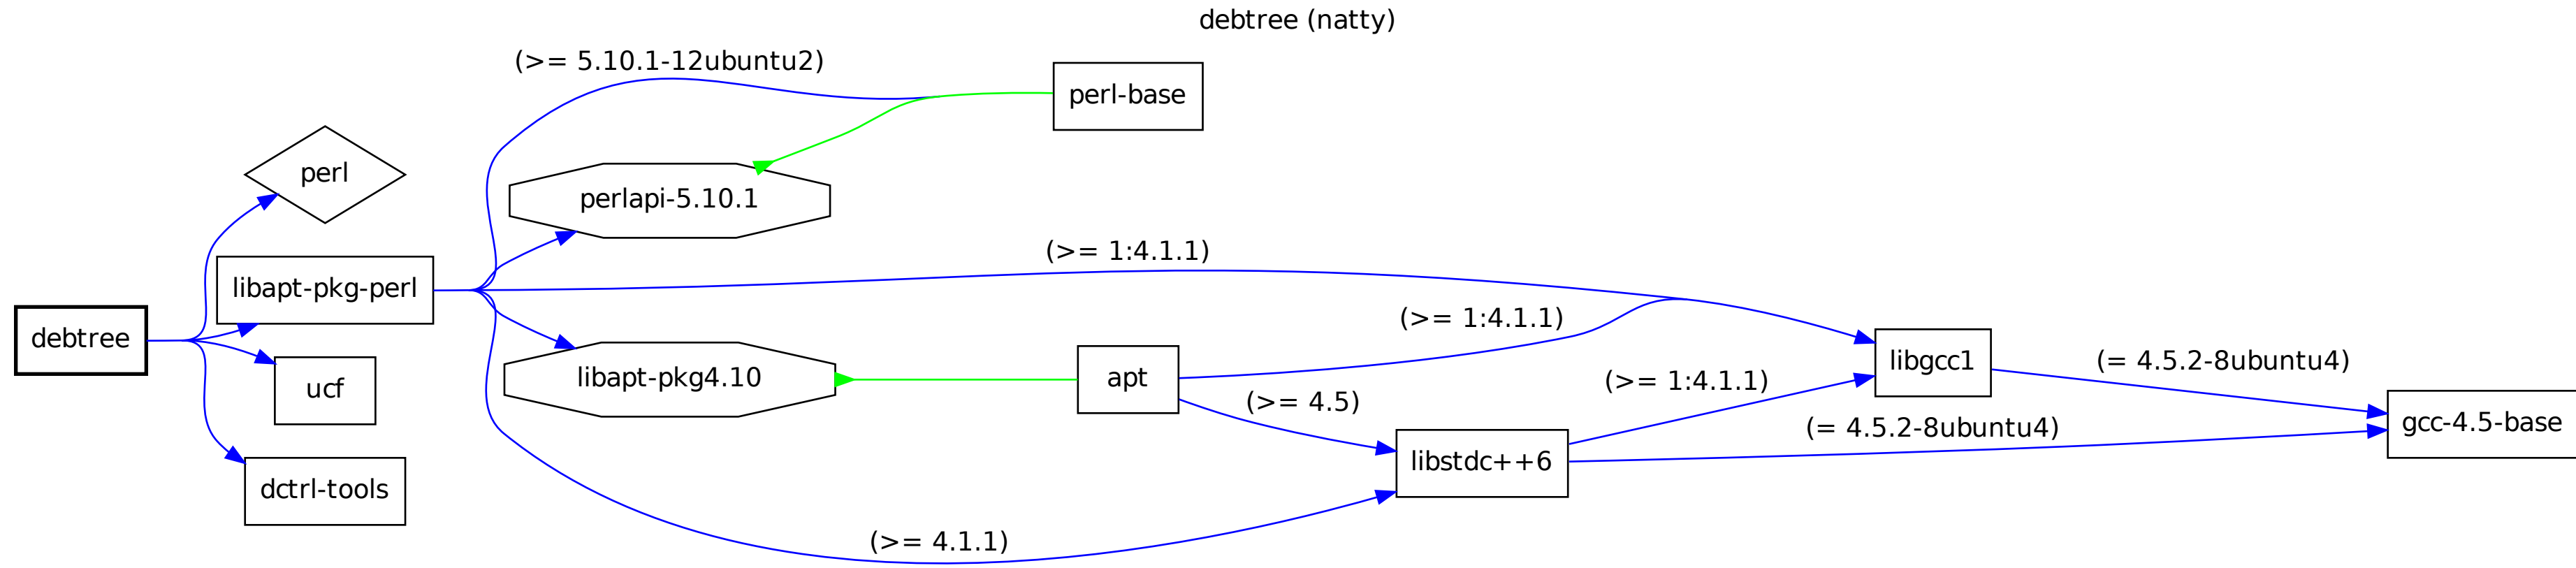 debtree (natty)
(>= 5.10.1-12ubuntu2)
perl-base
perl
perlapi-5.10.1
(>= 1:4.1.1)
libapt-pkg-perl
(>= 1:4.1.1)
debtree
libgcc1
(= 4.5.2-8ubuntu4)
libapt-pkg4.10
apt
(>= 1:4.1.1)
ucf
(>= 4.5)
gcc-4.5-base
(= 4.5.2-8ubuntu4)
libstdc++6
dctrl-tools
(>= 4.1.1)